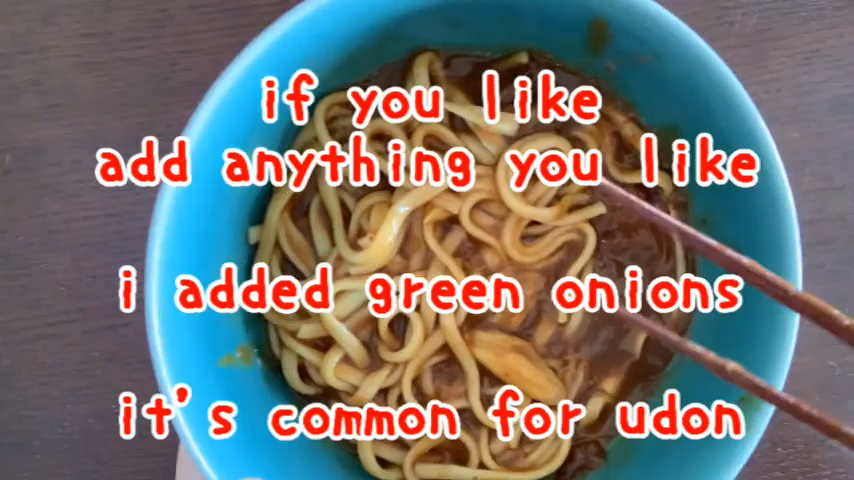 if you like
add anything you like
i added green onions
it's common for udon